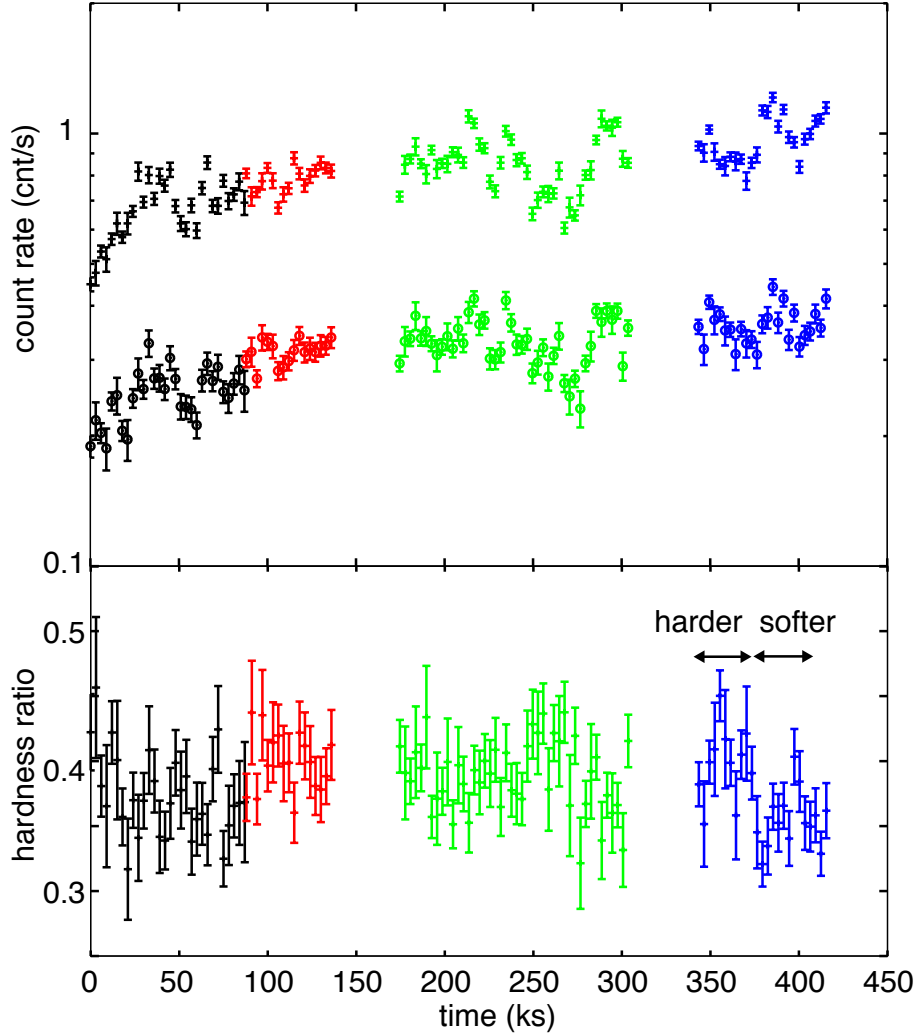 1
0.1
count rate (cnt/s)
harder softer
0.5
0.4
0.3
hardness ratio
0 50 100 150 200 250 300 350 400 450
time (ks)